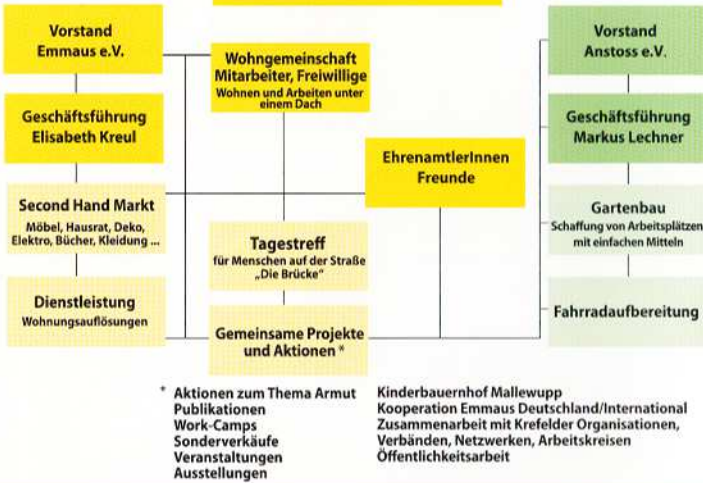 Vorstand
Emmaus e.V.
Geschäftsführung
Elisabeth Kreul
Second Hand Markt
Möbel, Hausrat, Deko,
Elektro, Bücher, Kleidung ...
Dienstleistung
Wohnungsauflösungen
Wohngemeinschaft
Mitarbeiter, Freiwillige
Wohnen und Arbeiten unter
einem Dach
EhrenamtlerInnen
Freunde
Tagestreff
für Menschen auf der Straße
„Die Brücke“
Gemeinsame Projekte
und Aktionen *
Vorstand
Anstoss e.V.
Geschäftsführung
Markus Lechner
Gartenbau
Schaffung von Arbeitsplätzen
mit einfachen Mitteln
Fahrradaufbereitung
* Aktionen zum Thema Armut
Publikationen
Work-Camps
Sonderverkäufe
Veranstaltungen
Ausstellungen
Kinderbauernhof Mallewupp
Kooperation Emmaus Deutschland/International
Zusammenarbeit mit Krefelder Organisationen,
Verbänden, Netzwerken, Arbeitskreisen
Öffentlichkeitsarbeit